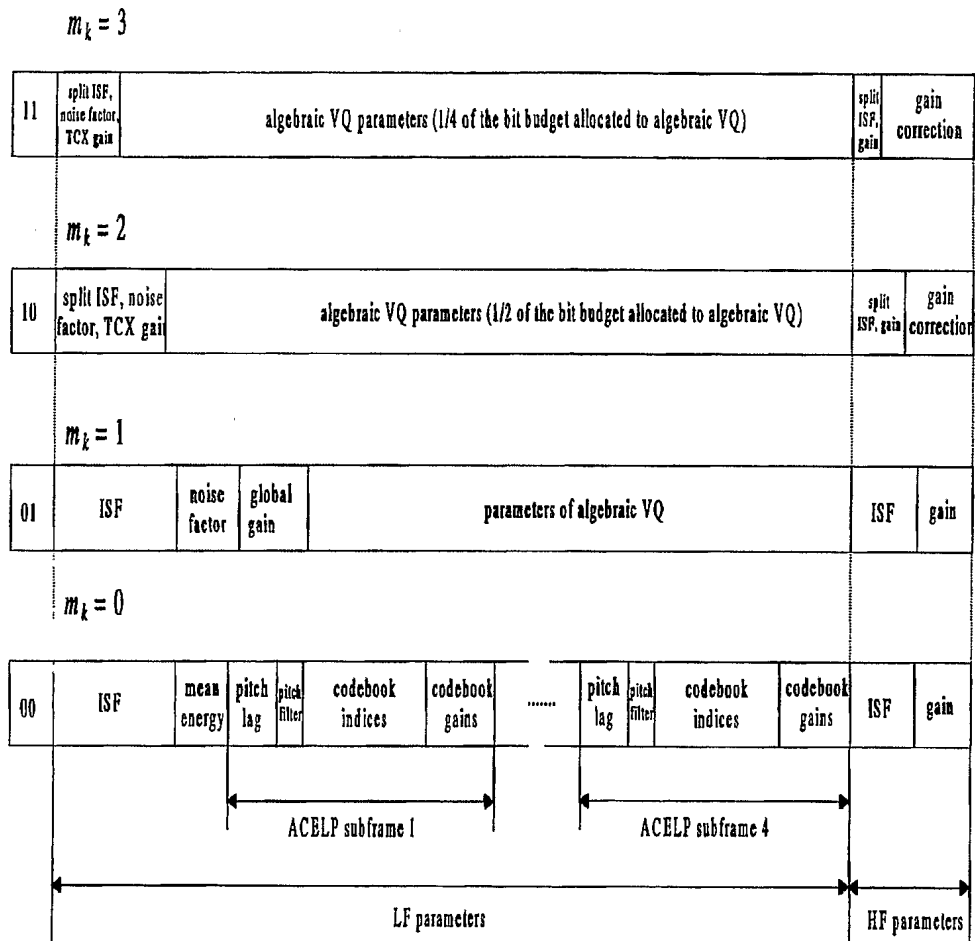 m_k = 3
11
split ISF,
noise factor,
TCX gain
algebraic VQ parameters (1/4 of the bit budget allocated to algebraic VQ)
split
ISF,
gain
gain
correction
m_k = 2
10
split ISF, noise
factor, TCX gain
algebraic VQ parameters (1/2 of the bit budget allocated to algebraic VQ)
split
ISF, gain
gain
correction
m_k = 1
01
ISF
noise
factor
global
gain
parameters of algebraic VQ
ISF
gain
m_k = 0
00
ISF
mean
energy
pitch
lag
pitch
filter
codebook
indices
codebook
gains
.......
pitch
lag
pitch
filter
codebook
indices
codebook
gains
ISF
gain
ACELP subframe 1
ACELP subframe 4
LF parameters
HF parameters